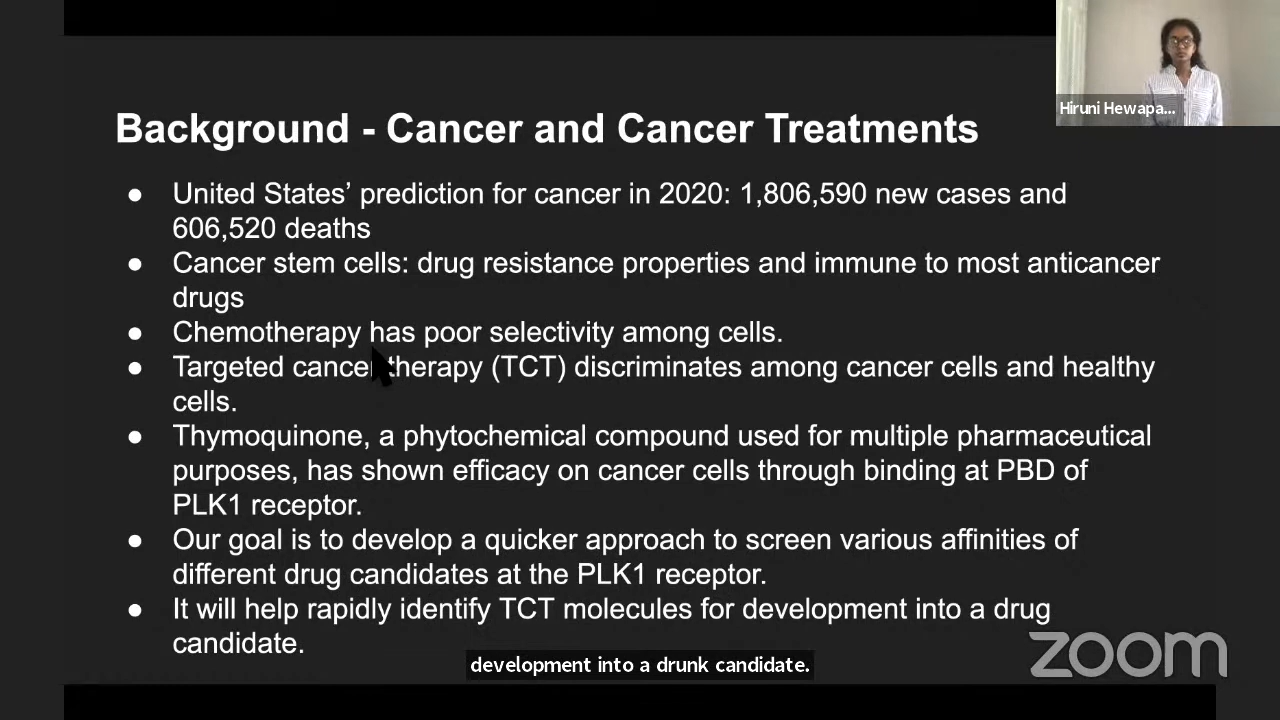 Hiruni Hewapa...
Background - Cancer and Cancer Treatments
● United States’ prediction for cancer in 2020: 1,806,590 new cases and
606,520 deaths
● Cancer stem cells: drug resistance properties and immune to most anticancer
drugs
● Chemotherapy has poor selectivity among cells.
● Targeted cancer therapy (TCT) discriminates among cancer cells and healthy
cells.
● Thymoquinone, a phytochemical compound used for multiple pharmaceutical
purposes, has shown efficacy on cancer cells through binding at PBD of
PLK1 receptor.
● Our goal is to develop a quicker approach to screen various affinities of
different drug candidates at the PLK1 receptor.
● It will help rapidly identify TCT molecules for development into a drug
candidate.
development into a drunk candidate.
zoom